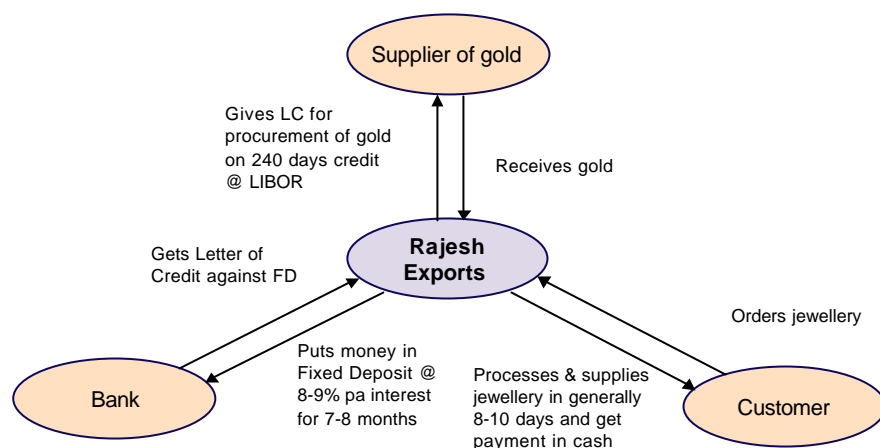 Supplier of gold
Gives LC for
procurement of gold
on 240 days credit
@ LIBOR
Receives gold
Rajesh
Exports
Gets Letter of
Credit against FD
Orders jewellery
Bank
Puts money in
Fixed Deposit @
8-9% pa interest
for 7-8 months
Processes & supplies
jewellery in generally
8-10 days and get
payment in cash
Customer